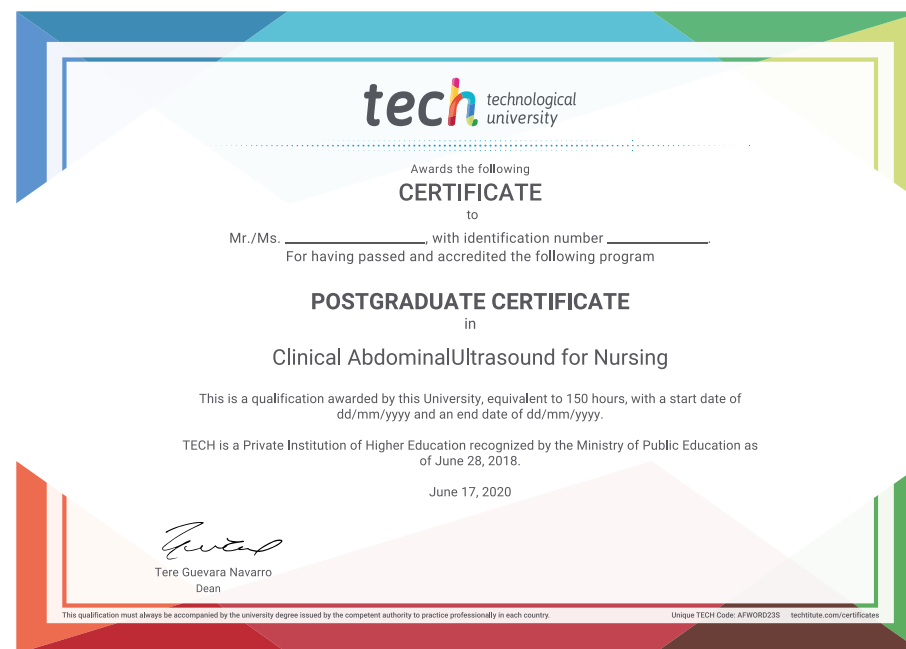 tech technological
university
Awards the following
CERTIFICATE
to
Mr./Ms. ____________________, with identification number ______________.
For having passed and accredited the following program
POSTGRADUATE CERTIFICATE
in
Clinical AbdominalUltrasound for Nursing
This is a qualification awarded by this University, equivalent to 150 hours, with a start date of
dd/mm/yyyy and an end date of dd/mm/yyyy.
TECH is a Private Institution of Higher Education recognized by the Ministry of Public Education as
of June 28, 2018.
June 17, 2020
Tere Guevara Navarro
Dean
This qualification must always be accompanied by the university degree issued by the competent authority to practice professionally in each country.
Unique TECH Code: AFWORD23S techtitute.com/certificates